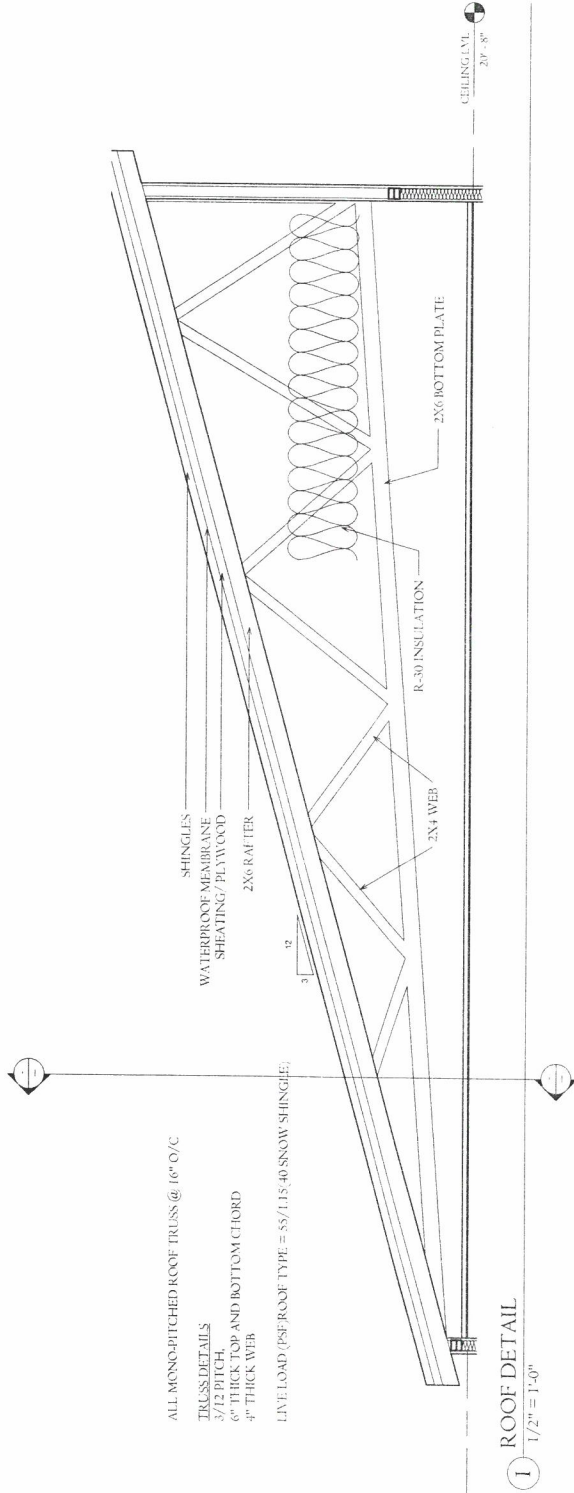 ALL MONO-PITCHED ROOF TRUSS @ 16" O/C
TRUSS DETAILS
3/12 PITCH,
6" THICK TOP AND BOTTOM CHORD
4" THICK WEB
LIVE LOAD (PSF)ROOF TYPE = 55/1.15(40 SNOW SHINGLE)
12
3
SHINGLES
WATERPROOF MEMBRANE
SHEATING/ PLYWOOD
2X6 RAFTER
2X4 WEB
R-30 INSULATION
2X6 BOTTOM PLATE
CEILING LVL
20' - 8"
1
ROOF DETAIL
1/2" = 1'-0"